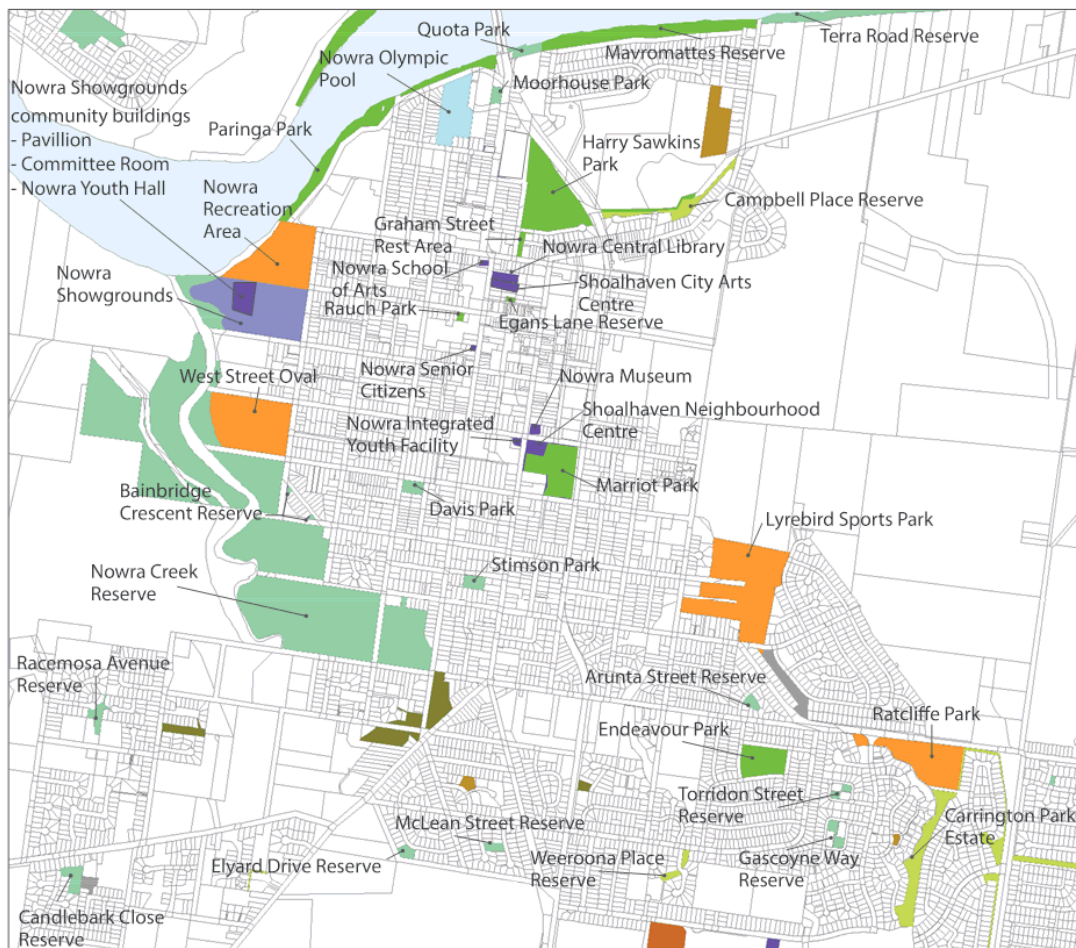 Quota Park
Terra Road Reserve
Mavromattes Reserve
Nowra Olympic
Pool
Moorhouse Park
Nowra Showgrounds
community buildings
- Pavillion
- Committee Room
- Nowra Youth Hall
Paringa Park
Harry Sawkins
Park
Nowra
Recreation
Area
Campbell Place Reserve
Graham Street
Rest Area
Nowra Central Library
Nowra School
of Arts
Shoalhaven City Arts
Centre
Nowra
Showgrounds
Rauch Park
Egans Lane Reserve
West Street Oval
Nowra Senior
Citizens
Nowra Museum
Shoalhaven Neighbourhood
Centre
Nowra Integrated
Youth Facility
Marriot Park
Bainbridge
Crescent Reserve
Davis Park
Lyrebird Sports Park
Stimson Park
Nowra Creek
Reserve
Racemosa Avenue
Reserve
Arunta Street Reserve
Ratcliffe Park
Endeavour Park
Torridon Street
Reserve
McLean Street Reserve
Carrington Park
Estate
Elyard Drive Reserve
Weeroona Place
Reserve
Gascoyne Way
Reserve
Candlebark Close
Reserve